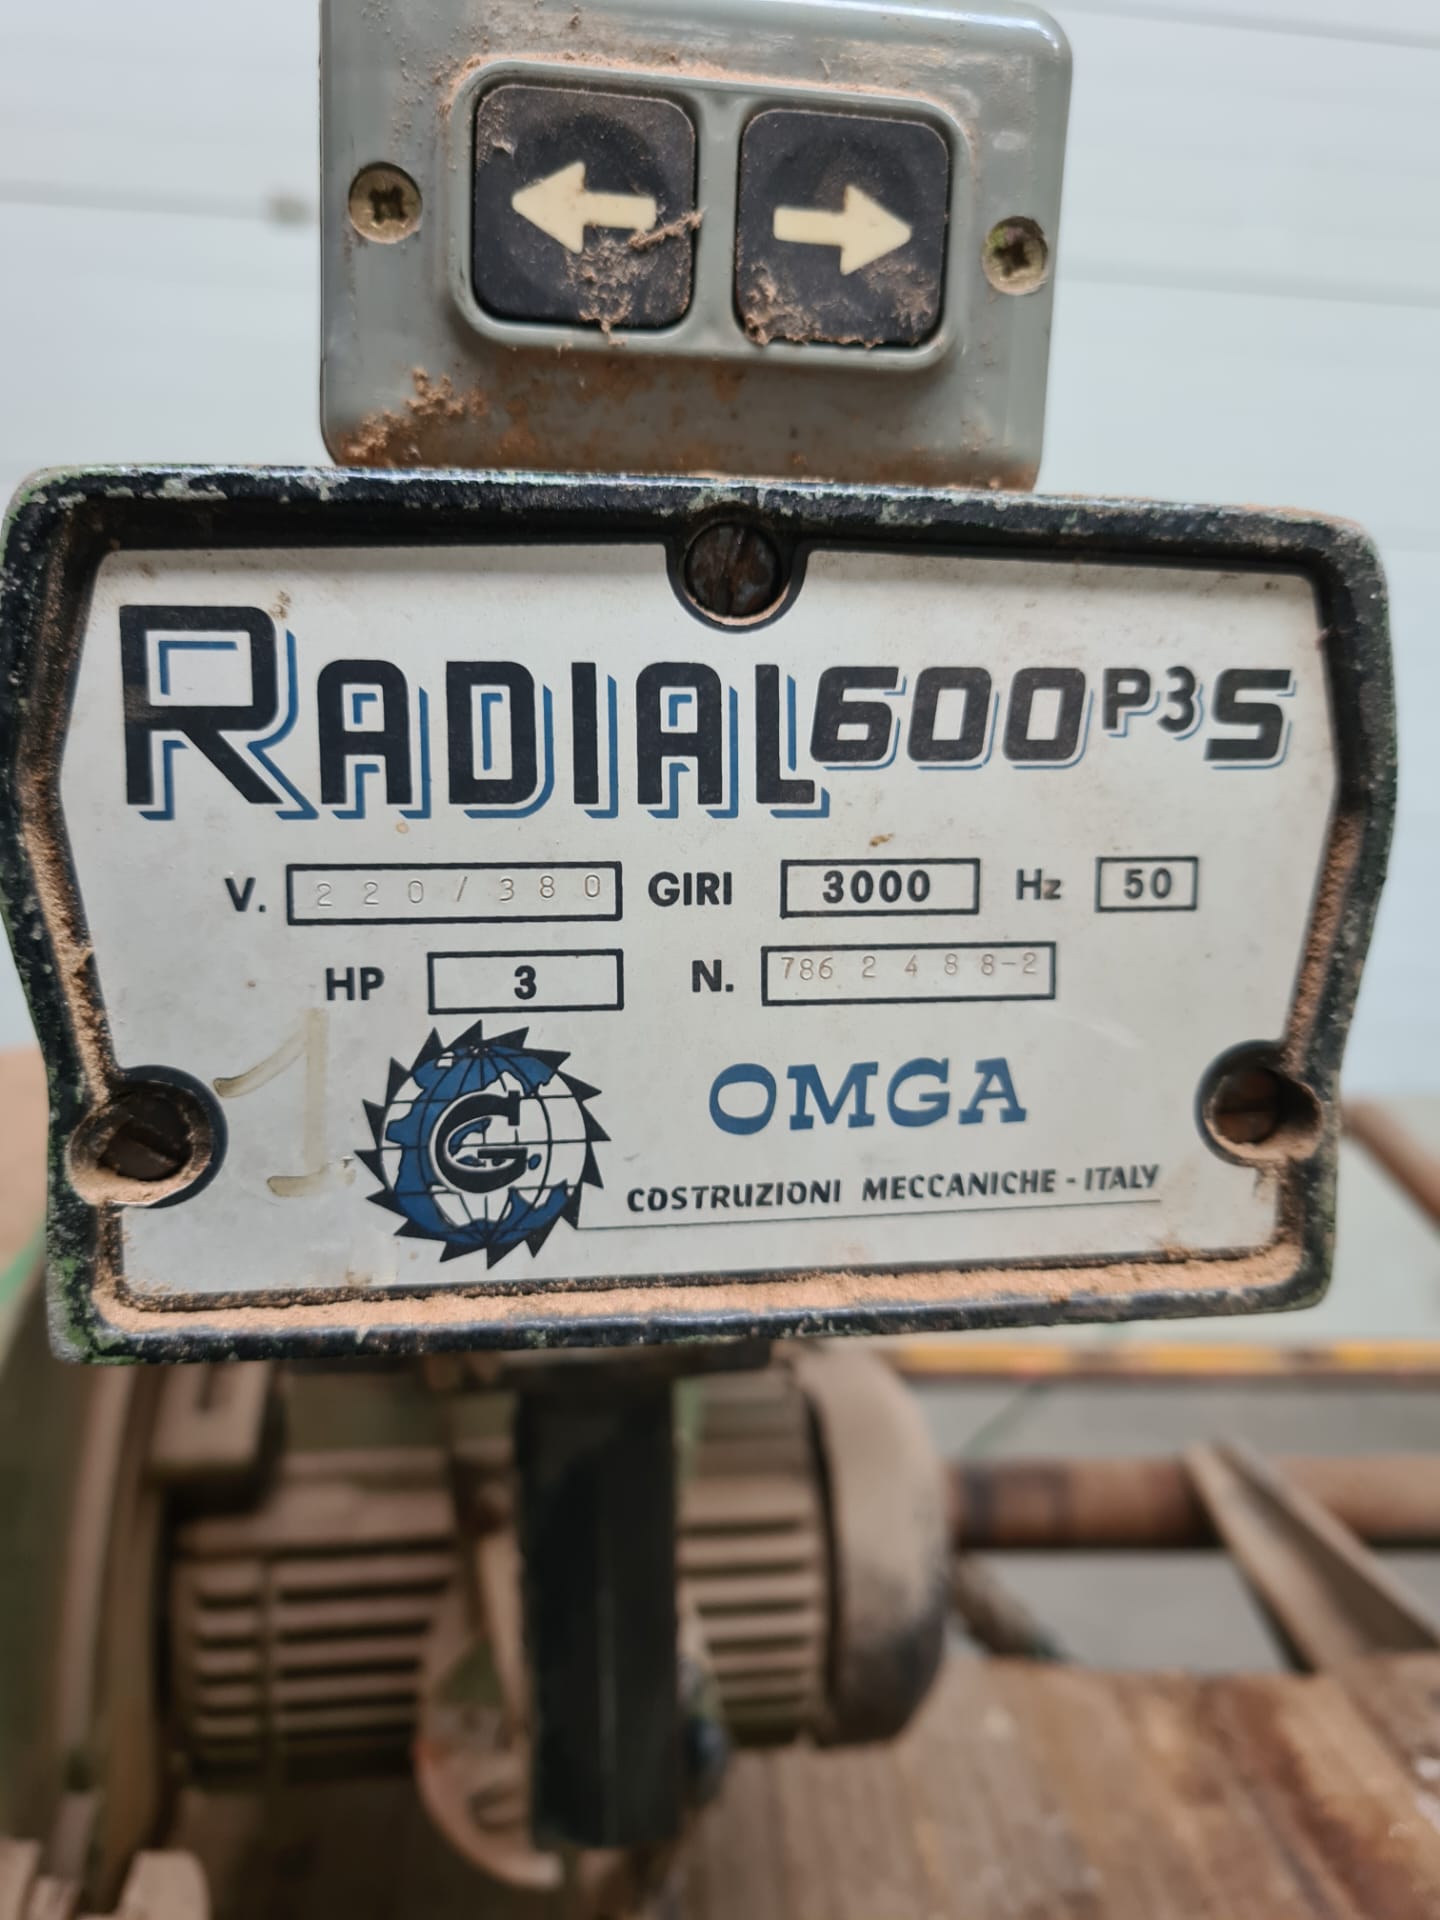 RADIAL 600 P3 S
V. 220/380 GIRI 3000 Hz 50
HP 3 N. 786 2 4 8 8-2
1
G OMGA
COSTRUZIONI MECCANICHE - ITALY